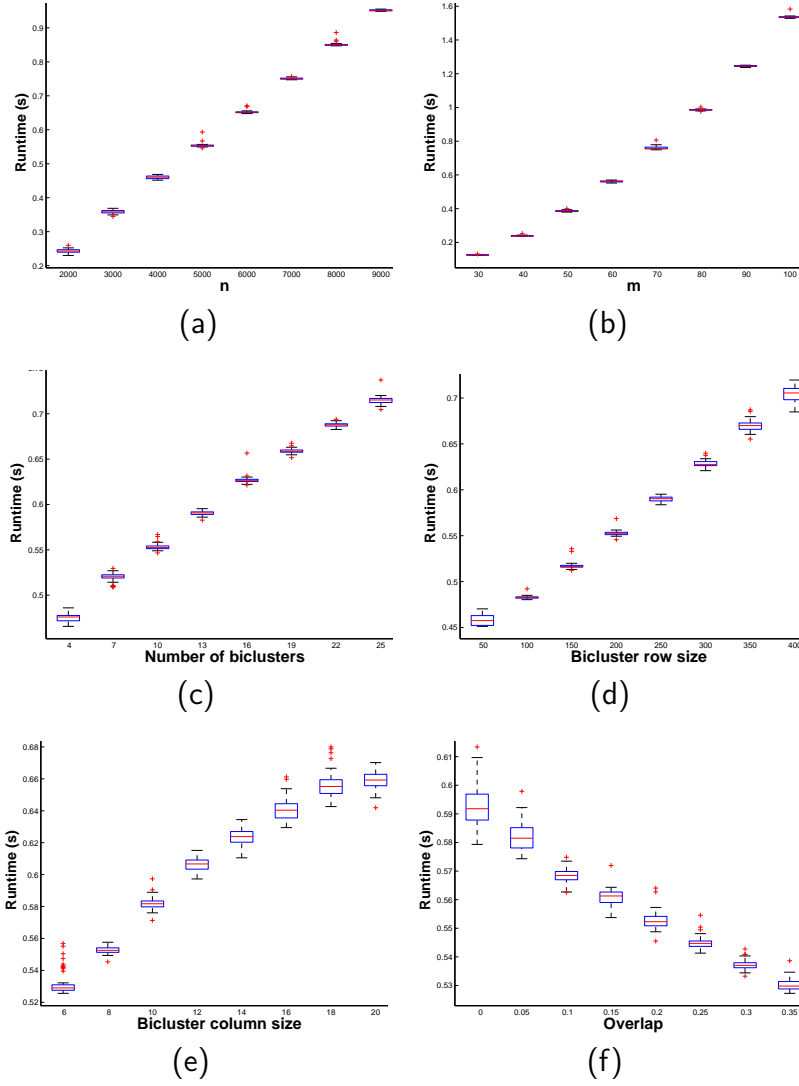 Runtime (s)
0.9
0.8
0.7
0.6
0.5
0.4
0.3
0.2
2000 3000 4000 5000 6000 7000 8000 9000
n
(a)
Runtime (s)
1.6
1.4
1.2
1
0.8
0.6
0.4
0.2
30 40 50 60 70 80 90 100
m
(b)
Runtime (s)
0.7
0.65
0.6
0.55
0.5
4 7 10 13 16 19 22 25
Number of biclusters
(c)
Runtime (s)
0.7
0.65
0.6
0.55
0.5
0.45
50 100 150 200 250 300 350 400
Bicluster row size
(d)
Runtime (s)
0.68
0.66
0.64
0.62
0.6
0.58
0.56
0.54
0.52
6 8 10 12 14 16 18 20
Bicluster column size
(e)
Runtime (s)
0.61
0.6
0.59
0.58
0.57
0.56
0.55
0.54
0.53
0 0.05 0.1 0.15 0.2 0.25 0.3 0.35
Overlap
(f)